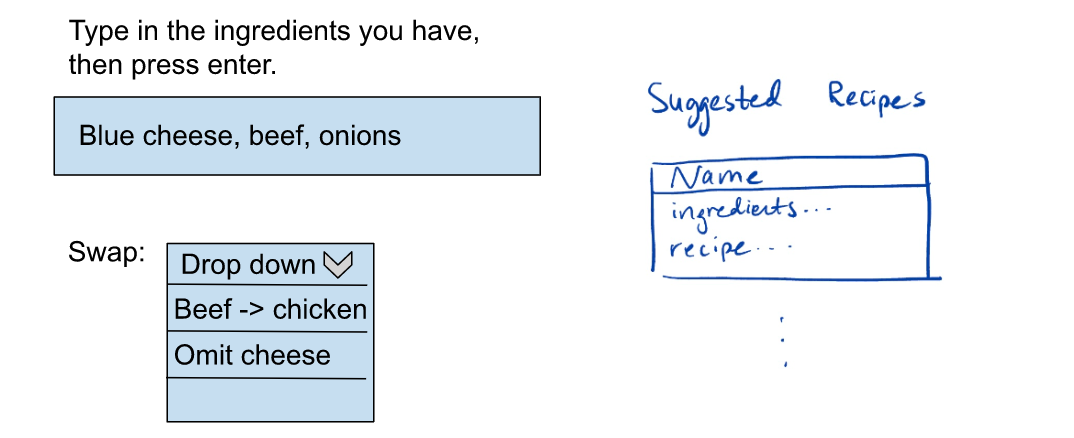 Type in the ingredients you have,
then press enter.
Blue cheese, beef, onions
Swap:
Drop down
Beef -> chicken
Omit cheese
Suggested Recipes
Name
ingredients...
recipe....